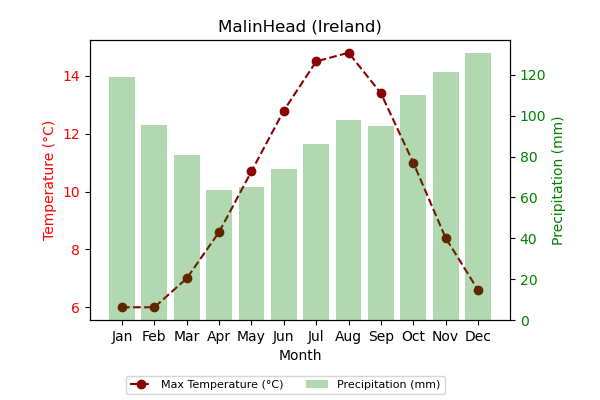 MalinHead (Ireland)
14
12
10
8
6
Temperature (°C)
120
100
80
60
40
20
0
Precipitation (mm)
Jan Feb Mar Apr May Jun Jul Aug Sep Oct Nov Dec
Month
Max Temperature (°C) Precipitation (mm)